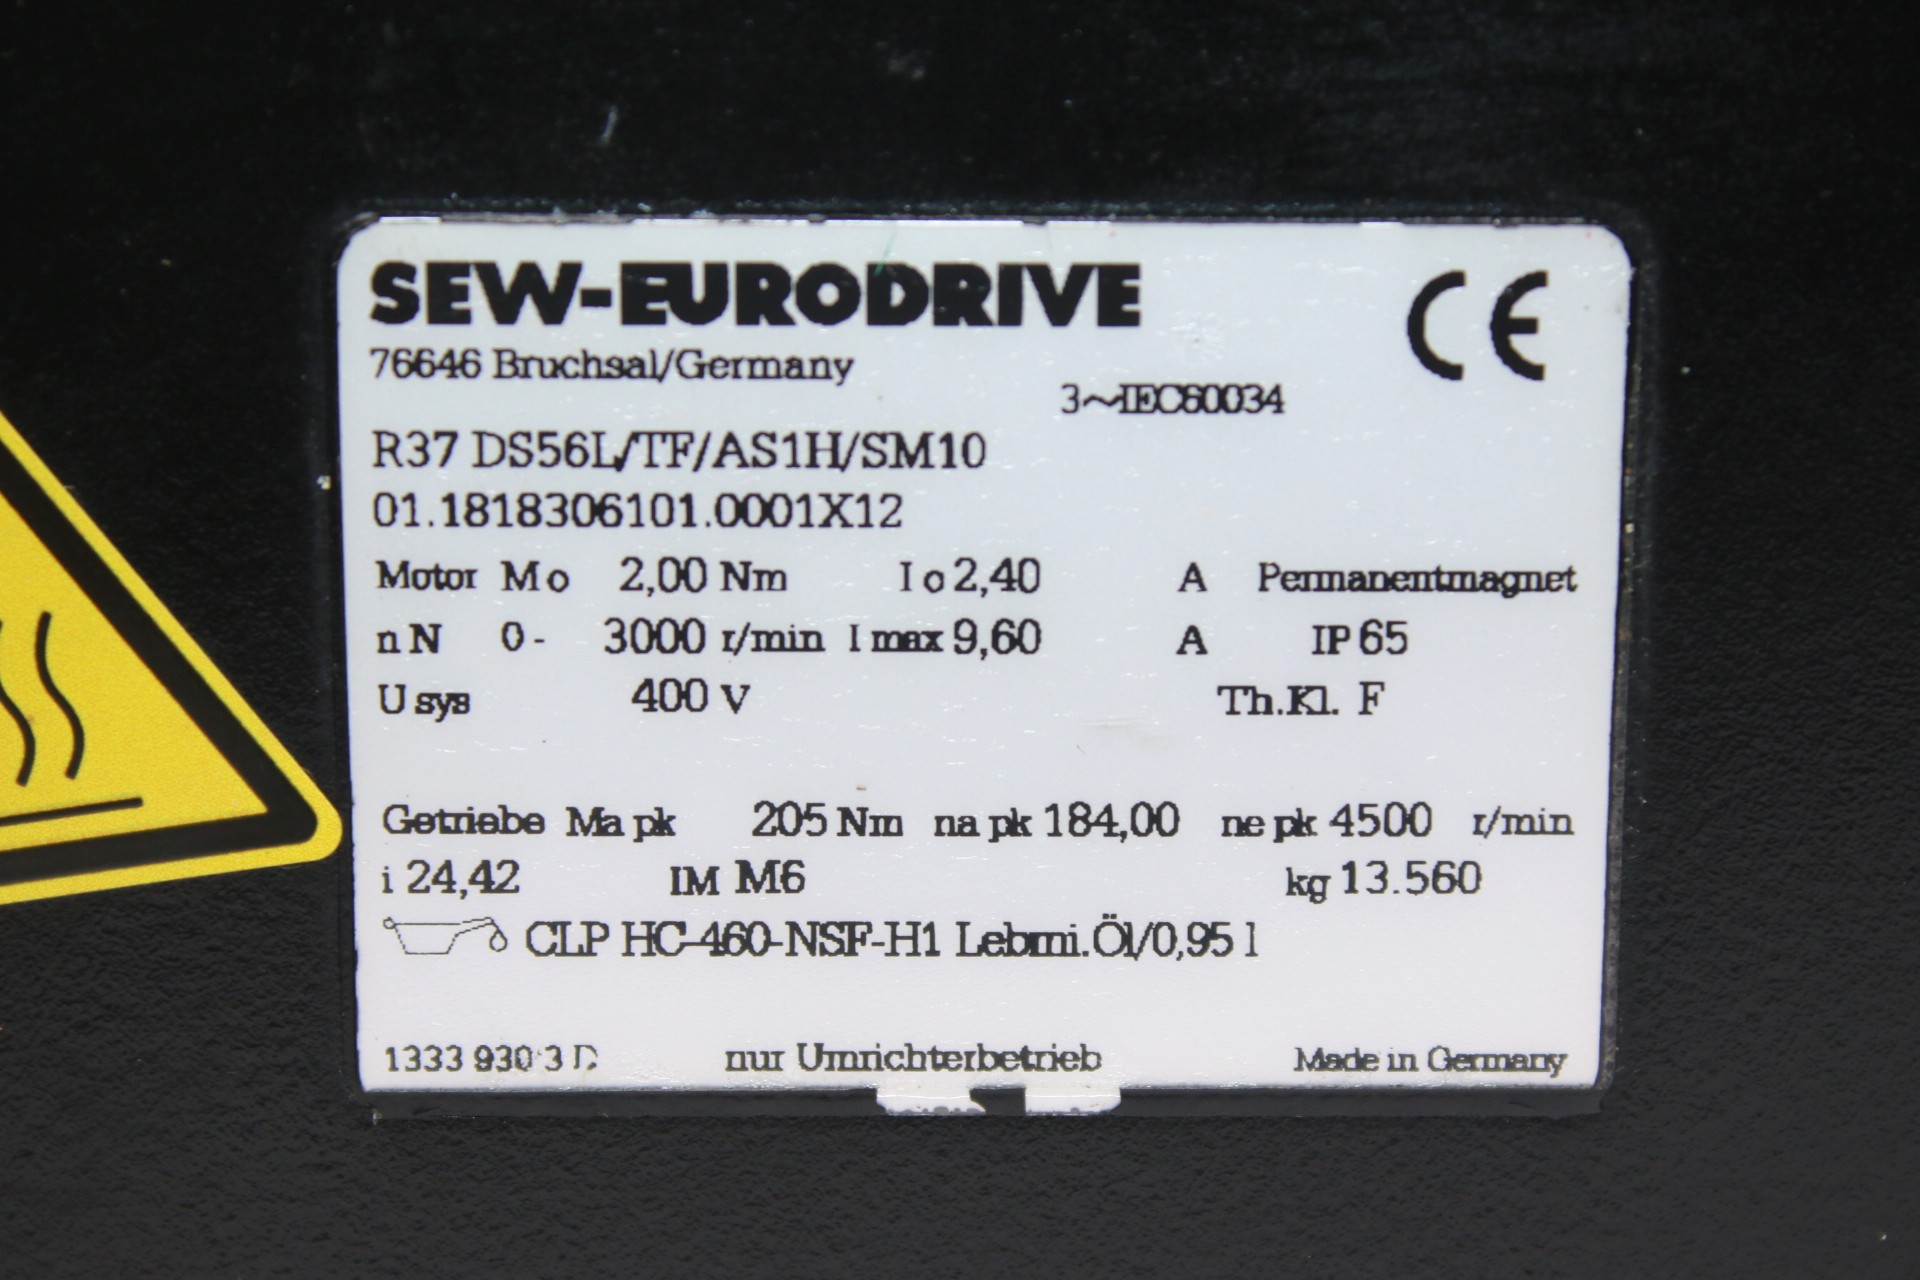 SEW-EURODRIVE
CE
76646 Bruchsal/Germany
3~IEC60034
R37 DS56L/TF/AS1H/SM10
01.1818306101.0001X12
Motor Mo 2,00 Nm Io 2,40 A Permanentmagnet
nN 0- 3000 r/min Imax 9,60 A IP 65
Usys 400 V Th.Kl. F
Getriebe Ma pk 205 Nm na pk 184,00 ne pk 4500 r/min
i 24,42 IM M6 kg 13.560
CLP HC-460-NSF-H1 Lebmi.Öl/0,95 l
1333 930 3 D nur Umrichterbetrieb Made in Germany